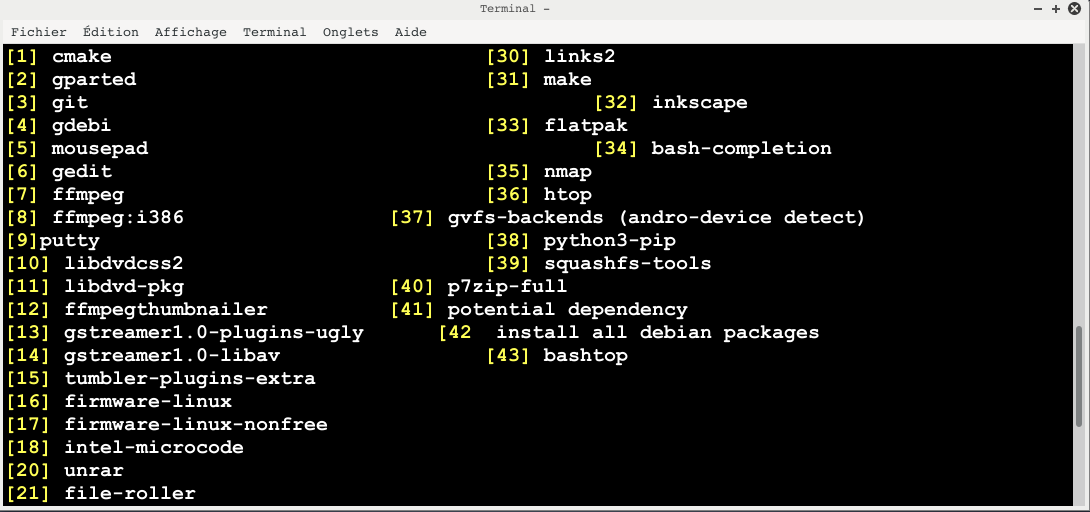 Terminal -
Fichier Édition Affichage Terminal Onglets Aide
[1] cmake [30] links2
[2] gparted [31] make
[3] git [32] inkscape
[4] gdebi [33] flatpak
[5] mousepad [34] bash-completion
[6] gedit [35] nmap
[7] ffmpeg [36] htop
[8] ffmpeg:i386 [37] gvfs-backends (andro-device detect)
[9]putty [38] python3-pip
[10] libdvdcss2 [39] squashfs-tools
[11] libdvd-pkg [40] p7zip-full
[12] ffmpegthumbnailer [41] potential dependency
[13] gstreamer1.0-plugins-ugly [42 install all debian packages
[14] gstreamer1.0-libav [43] bashtop
[15] tumbler-plugins-extra
[16] firmware-linux
[17] firmware-linux-nonfree
[18] intel-microcode
[20] unrar
[21] file-roller